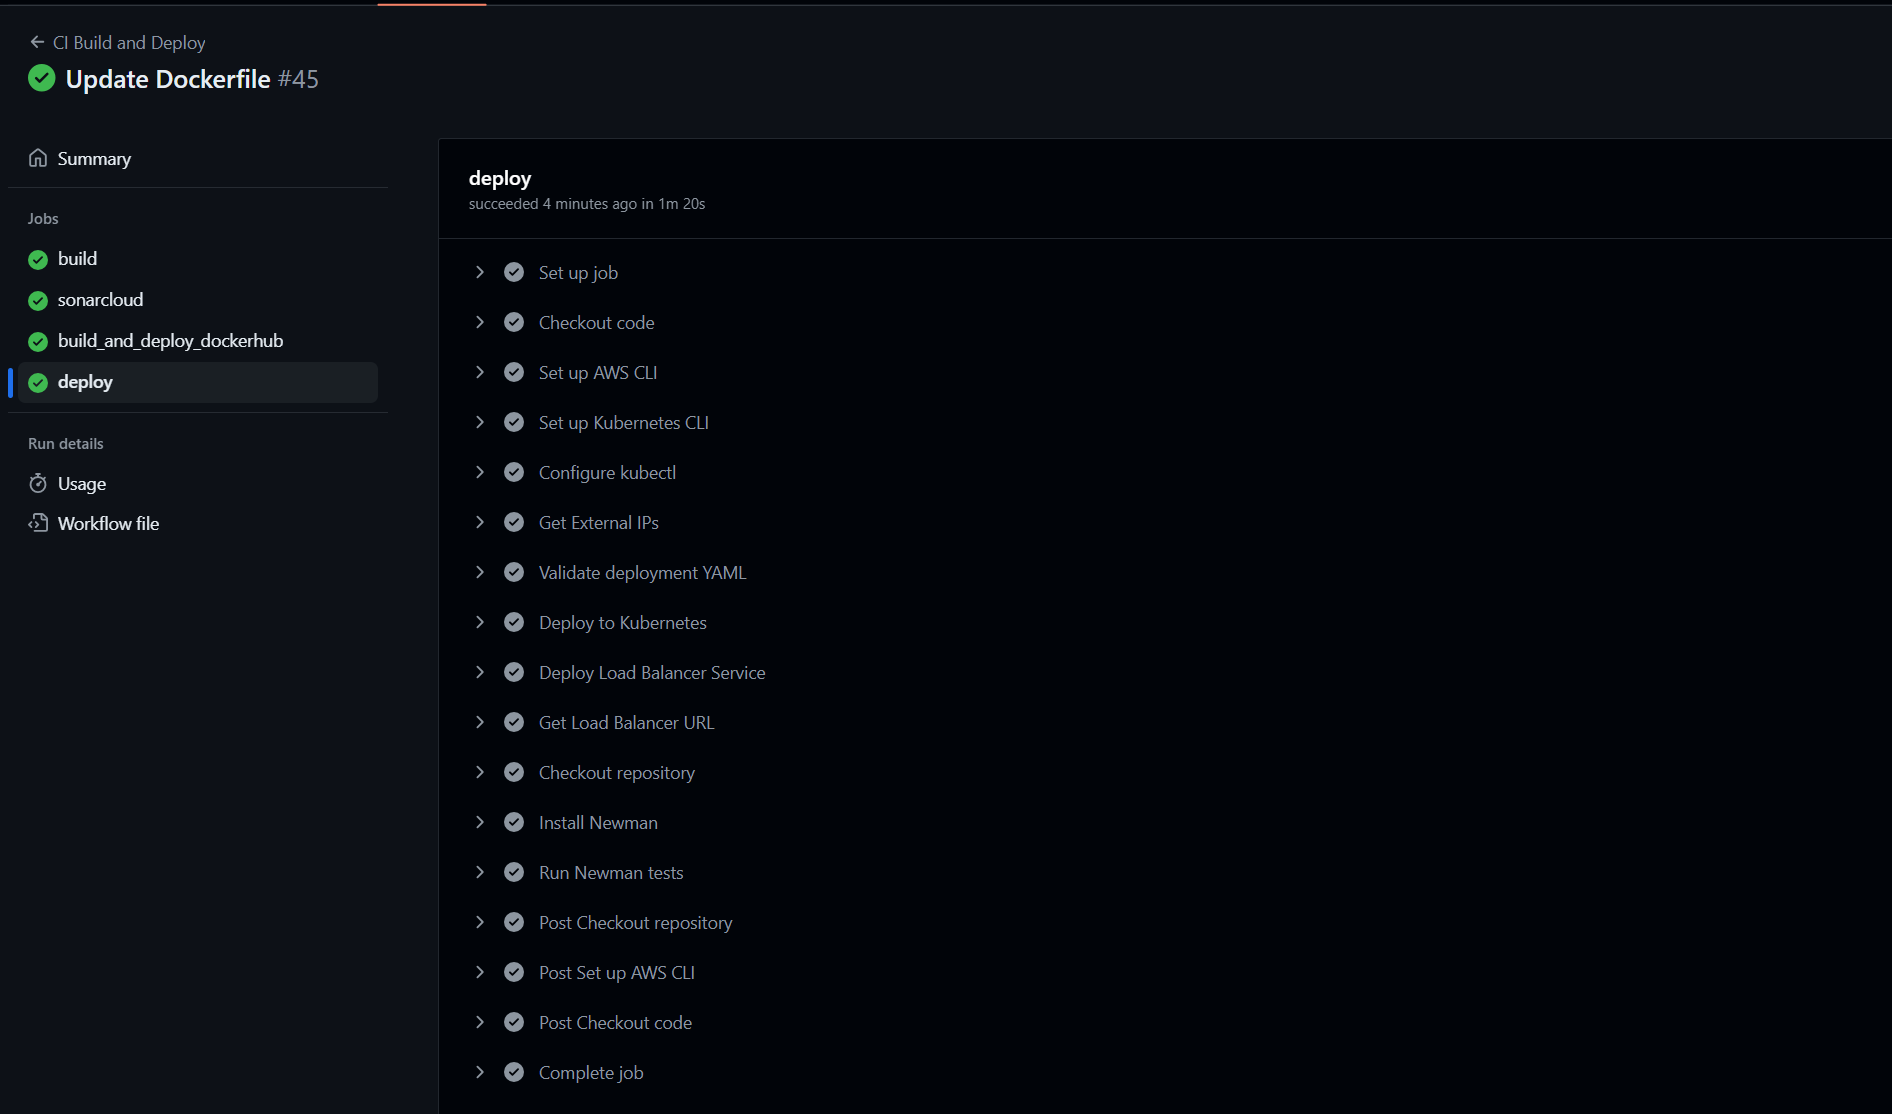 CI Build and Deploy
Update Dockerfile #45
Summary
Jobs
build
sonarcloud
build_and_deploy_dockerhub
deploy
Run details
Usage
Workflow file
deploy
succeeded 4 minutes ago in 1m 20s
Set up job
Checkout code
Set up AWS CLI
Set up Kubernetes CLI
Configure kubectl
Get External IPs
Validate deployment YAML
Deploy to Kubernetes
Deploy Load Balancer Service
Get Load Balancer URL
Checkout repository
Install Newman
Run Newman tests
Post Checkout repository
Post Set up AWS CLI
Post Checkout code
Complete job